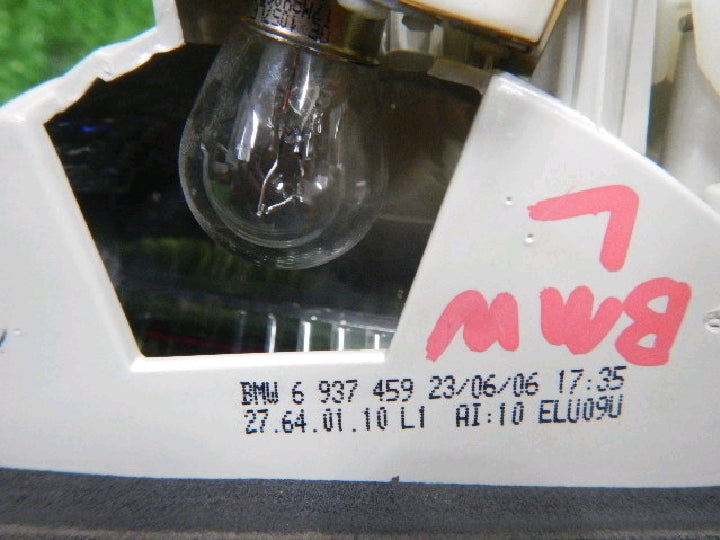 L
BMW
BMW 6 937 459 23/06/06 17:35
27.64.01.10 L1 AI:10 ELU09U